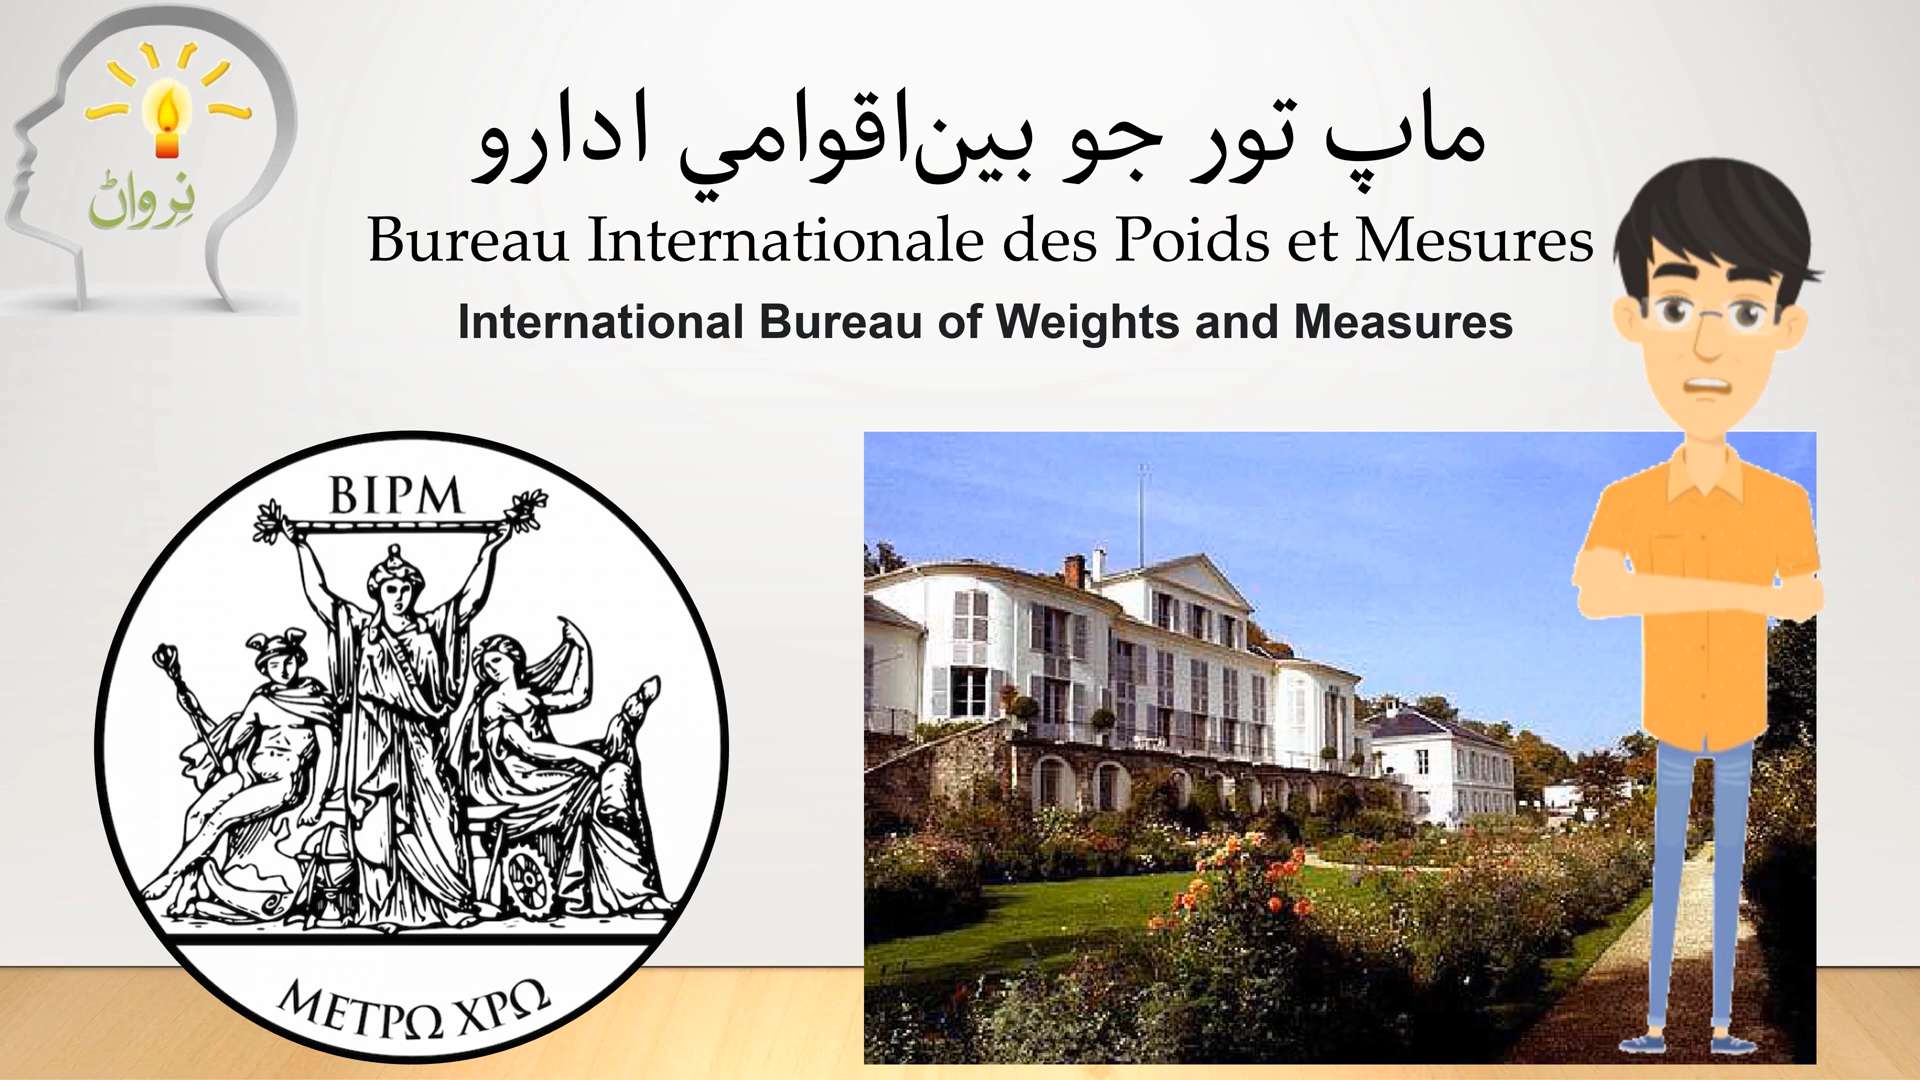 نِرواڻ
ماپ تور جو بين‌اقوامي ادارو
Bureau Internationale des Poids et Mesures
International Bureau of Weights and Measures
BIPM
ΜΕΤΡΩ ΧΡΩ